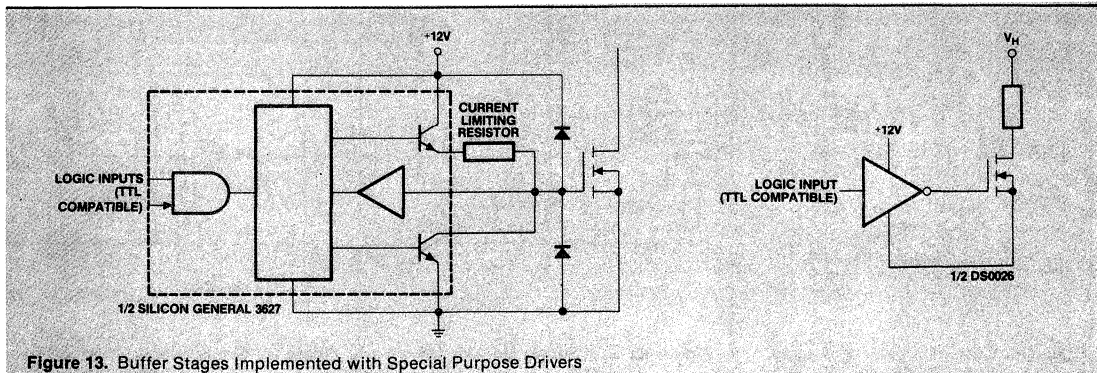 +12V
CURRENT
LIMITING
RESISTOR
LOGIC INPUTS
(TTL
COMPATIBLE)
1/2 SILICON GENERAL 3627
V_H
+12V
LOGIC INPUT
(TTL COMPATIBLE)
1/2 DS0026
Figure 13. Buffer Stages Implemented with Special Purpose Drivers